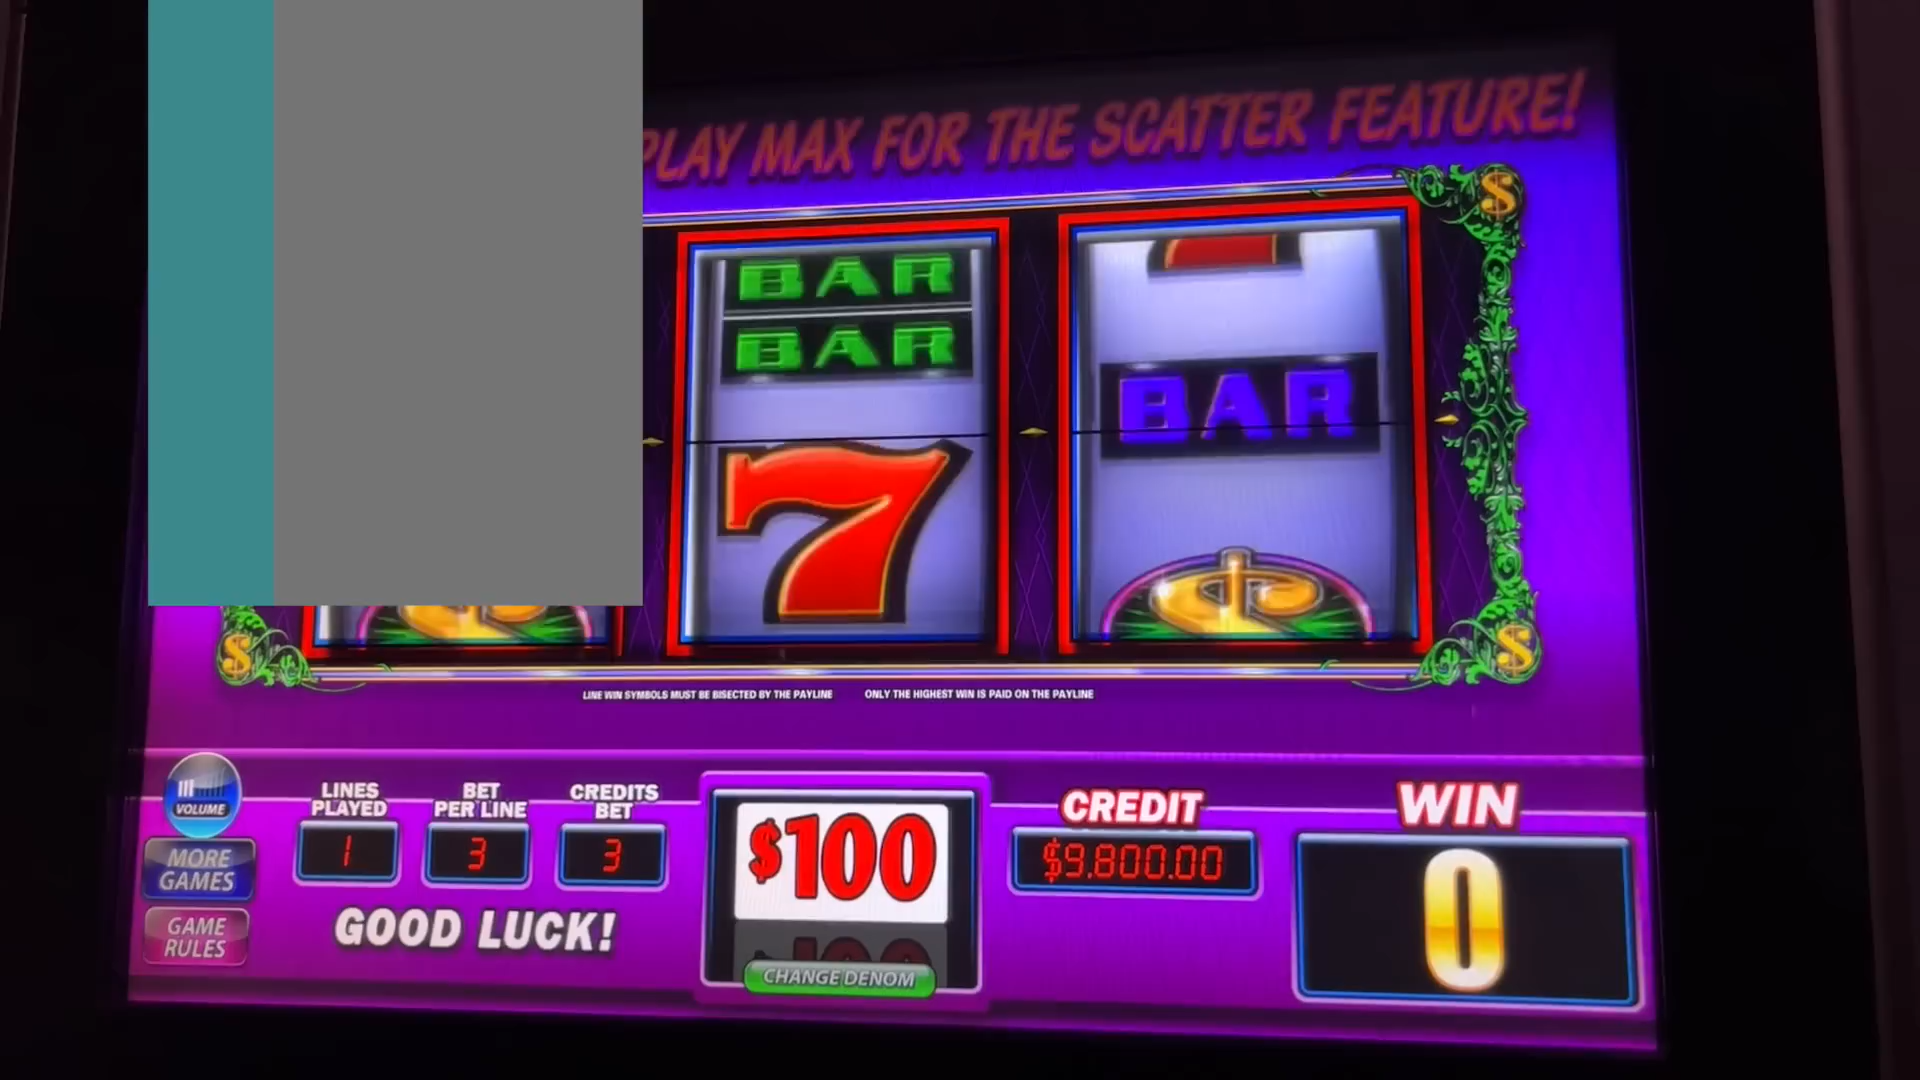 PLAY MAX FOR THE SCATTER FEATURE!
$
BAR
BAR
7
BAR
$
$
LINE WIN SYMBOLS MUST BE BISECTED BY THE PAYLINE
ONLY THE HIGHEST WIN IS PAID ON THE PAYLINE
VOLUME
MORE
GAMES
GAME
RULES
LINES
PLAYED
1
BET
PER LINE
3
CREDITS
BET
3
GOOD LUCK!
$100
CHANGE DENOM
CREDIT
$9,800.00
WIN
0